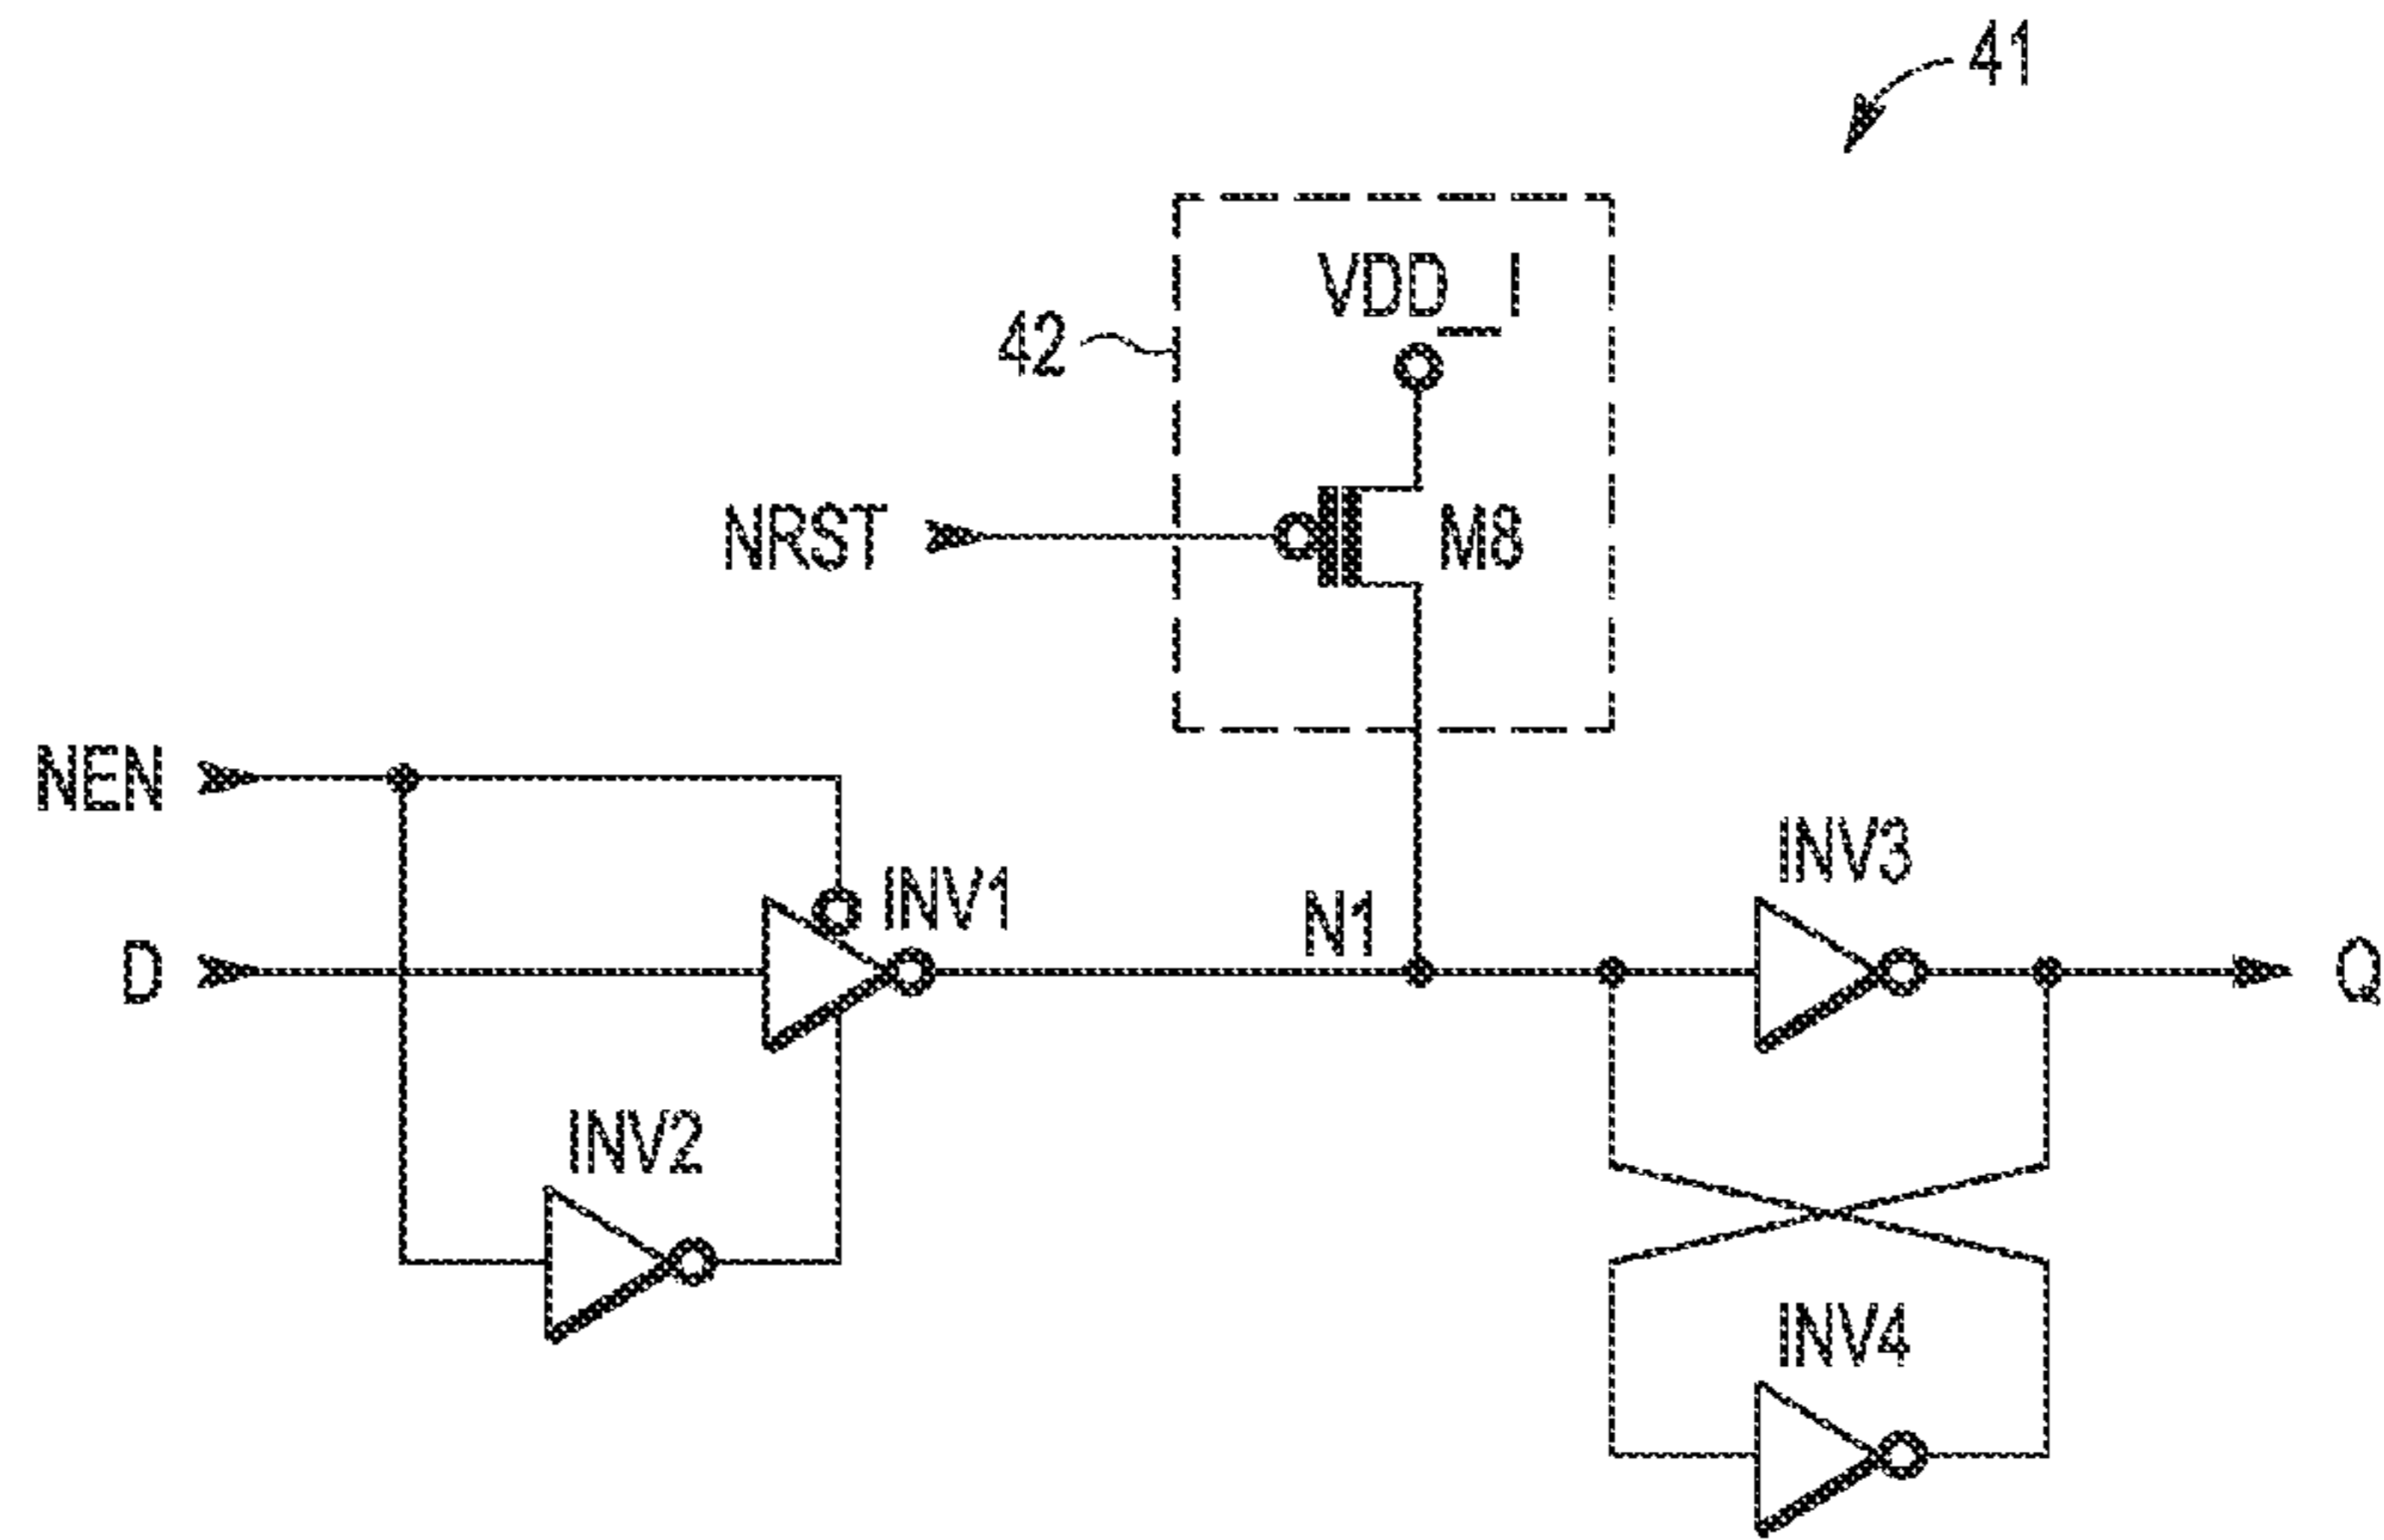 41
VDD_I
42
NRST
M8
NEN
INV1
INV3
N1
D
Q
INV2
INV4